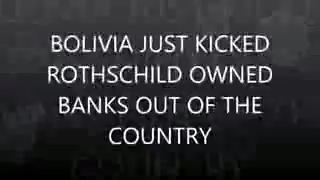 BOLIVIA JUST KICKED
ROTHSCHILD OWNED
BANKS OUT OF THE
COUNTRY